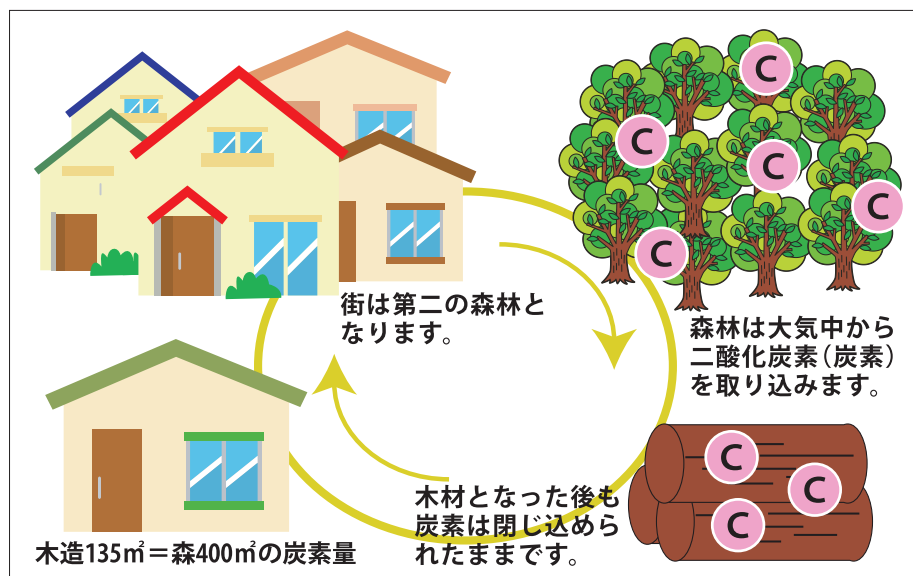 C
C
C
C
C
街は第二の森林と
なります。
森林は大気中から
二酸化炭素（炭素）
を取り込みます。
C
C
C
木材となった後も
炭素は閉じ込めら
れたままです。
木造135㎡＝森400㎡の炭素量